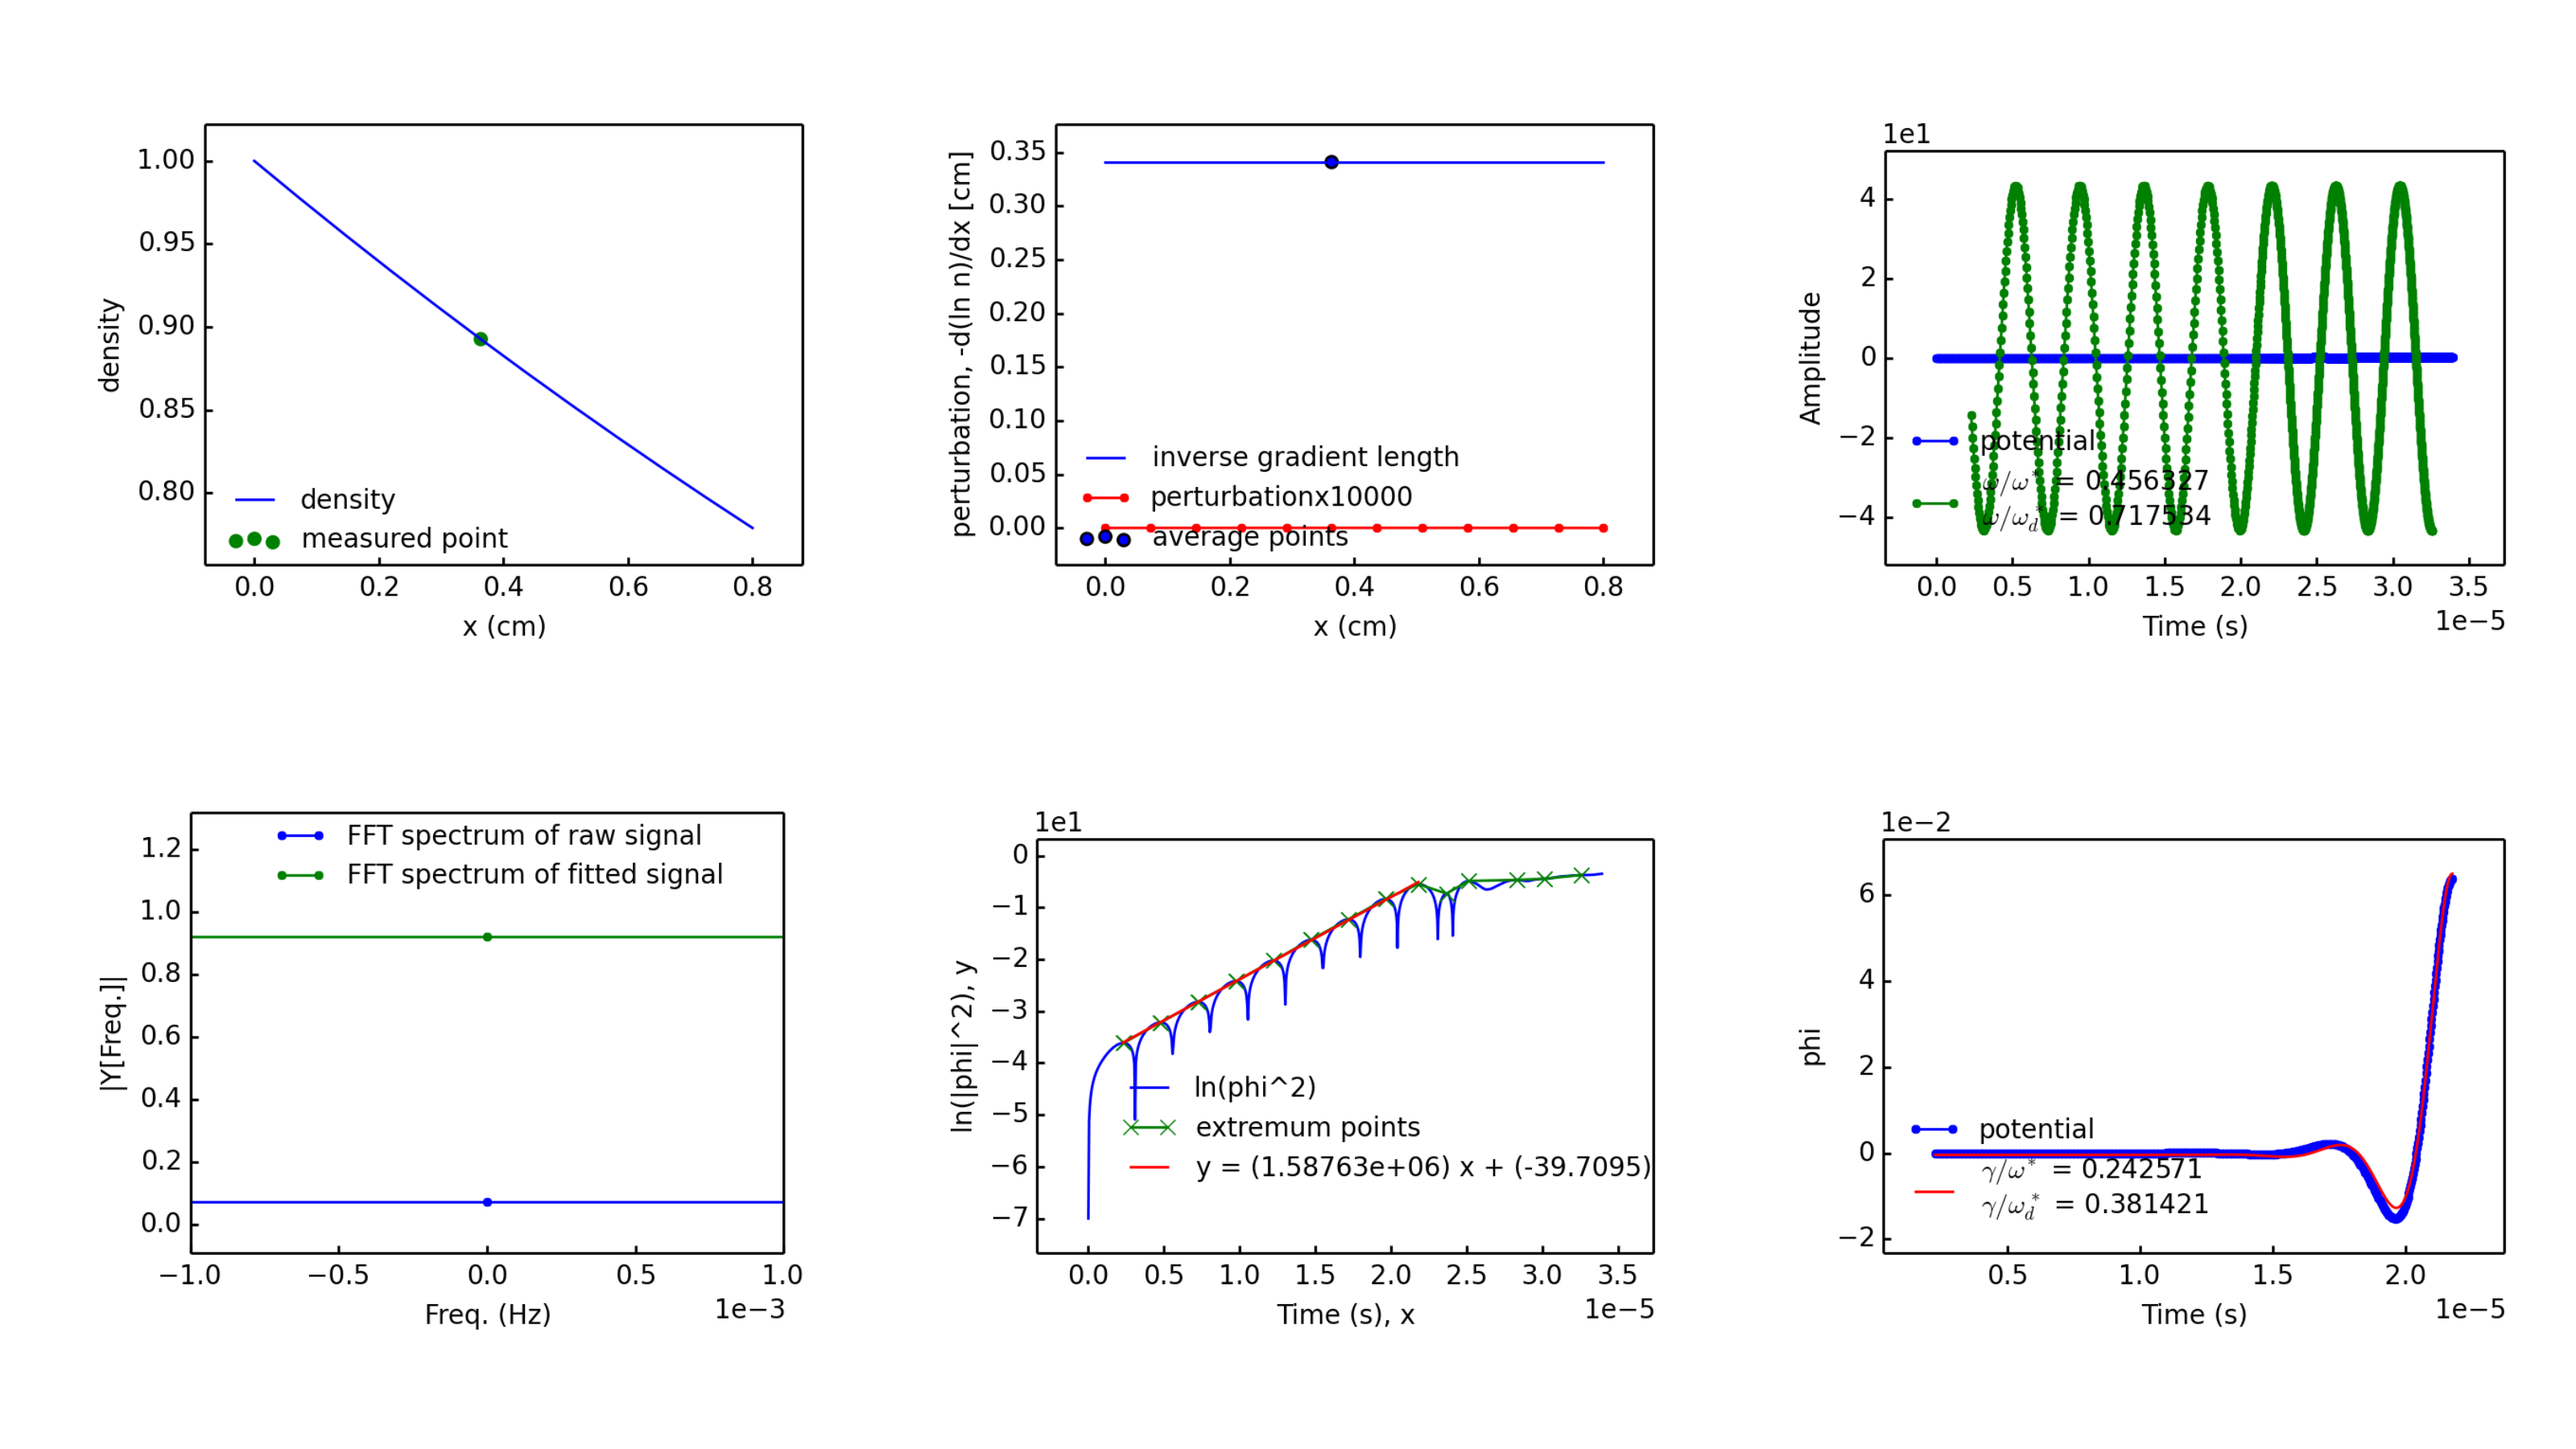 1.00
0.95
0.90
0.85
0.80
density
density
measured point
0.0 0.2 0.4 0.6 0.8
x (cm)
0.35
0.30
0.25
0.20
0.15
0.10
0.05
0.00
perturbation, -d(ln n)/dx [cm]
inverse gradient length
perturbationx10000
average points
0.0 0.2 0.4 0.6 0.8
x (cm)
1e1
4
2
0
−2
−4
Amplitude
potential
ω/ω* = 0.456327
ω/ω*d = 0.717534
0.0 0.5 1.0 1.5 2.0 2.5 3.0 3.5
1e−5
Time (s)
1.2
1.0
0.8
0.6
0.4
0.2
0.0
|Y[Freq.]|
FFT spectrum of raw signal
FFT spectrum of fitted signal
−1.0 −0.5 0.0 0.5 1.0
1e−3
Freq. (Hz)
1e1
0
−1
−2
−3
−4
−5
−6
−7
ln(|phi|^2), y
ln(phi^2)
extremum points
y = (1.58763e+06) x + (-39.7095)
0.0 0.5 1.0 1.5 2.0 2.5 3.0 3.5
1e−5
Time (s), x
1e−2
6
4
2
0
−2
phi
potential
γ/ω* = 0.242571
γ/ω*d = 0.381421
0.5 1.0 1.5 2.0
1e−5
Time (s)